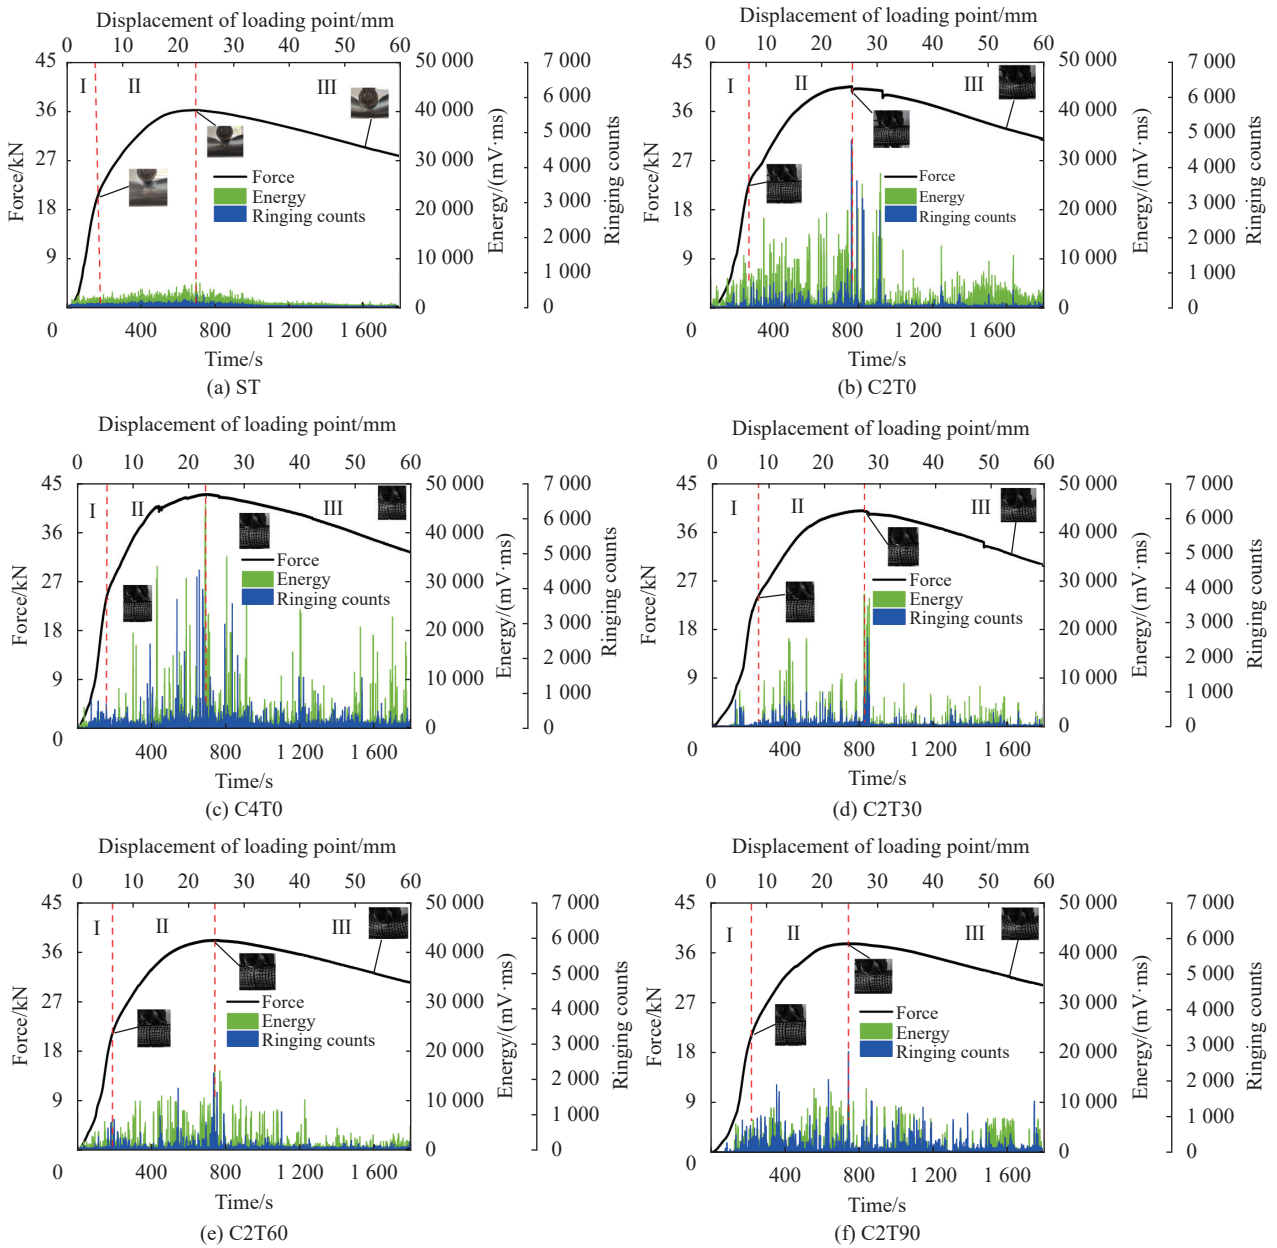 Displacement of loading point/mm
0 10 20 30 40 50 60
45 36 27 18 9
Force/kN
I II III
Force
Energy
Ringing counts
50 000 40 000 30 000 20 000 10 000 0
Energy/(mV·ms)
7 000 6 000 5 000 4 000 3 000 2 000 1 000 0
Ringing counts
0 400 800 1 200 1 600
Time/s
(a) ST
Displacement of loading point/mm
0 10 20 30 40 50 60
45 36 27 18 9
Force/kN
I II III
Force
Energy
Ringing counts
50 000 40 000 30 000 20 000 10 000 0
Energy/(mV·ms)
7 000 6 000 5 000 4 000 3 000 2 000 1 000 0
Ringing counts
0 400 800 1 200 1 600
Time/s
(b) C2T0
Displacement of loading point/mm
0 10 20 30 40 50 60
45 36 27 18 9
Force/kN
I II III
Force
Energy
Ringing counts
50 000 40 000 30 000 20 000 10 000 0
Energy/(mV·ms)
7 000 6 000 5 000 4 000 3 000 2 000 1 000 0
Ringing counts
0 400 800 1 200 1 600
Time/s
(c) C4T0
Displacement of loading point/mm
0 10 20 30 40 50 60
45 36 27 18 9
Force/kN
I II III
Force
Energy
Ringing counts
50 000 40 000 30 000 20 000 10 000 0
Energy/(mV·ms)
7 000 6 000 5 000 4 000 3 000 2 000 1 000 0
Ringing counts
0 400 800 1 200 1 600
Time/s
(d) C2T30
Displacement of loading point/mm
0 10 20 30 40 50 60
45 36 27 18 9
Force/kN
I II III
Force
Energy
Ringing counts
50 000 40 000 30 000 20 000 10 000 0
Energy/(mV·ms)
7 000 6 000 5 000 4 000 3 000 2 000 1 000 0
Ringing counts
0 400 800 1 200 1 600
Time/s
(e) C2T60
Displacement of loading point/mm
0 10 20 30 40 50 60
45 36 27 18 9
Force/kN
I II III
Force
Energy
Ringing counts
50 000 40 000 30 000 20 000 10 000 0
Energy/(mV·ms)
7 000 6 000 5 000 4 000 3 000 2 000 1 000 0
Ringing counts
0 400 800 1 200 1 600
Time/s
(f) C2T90